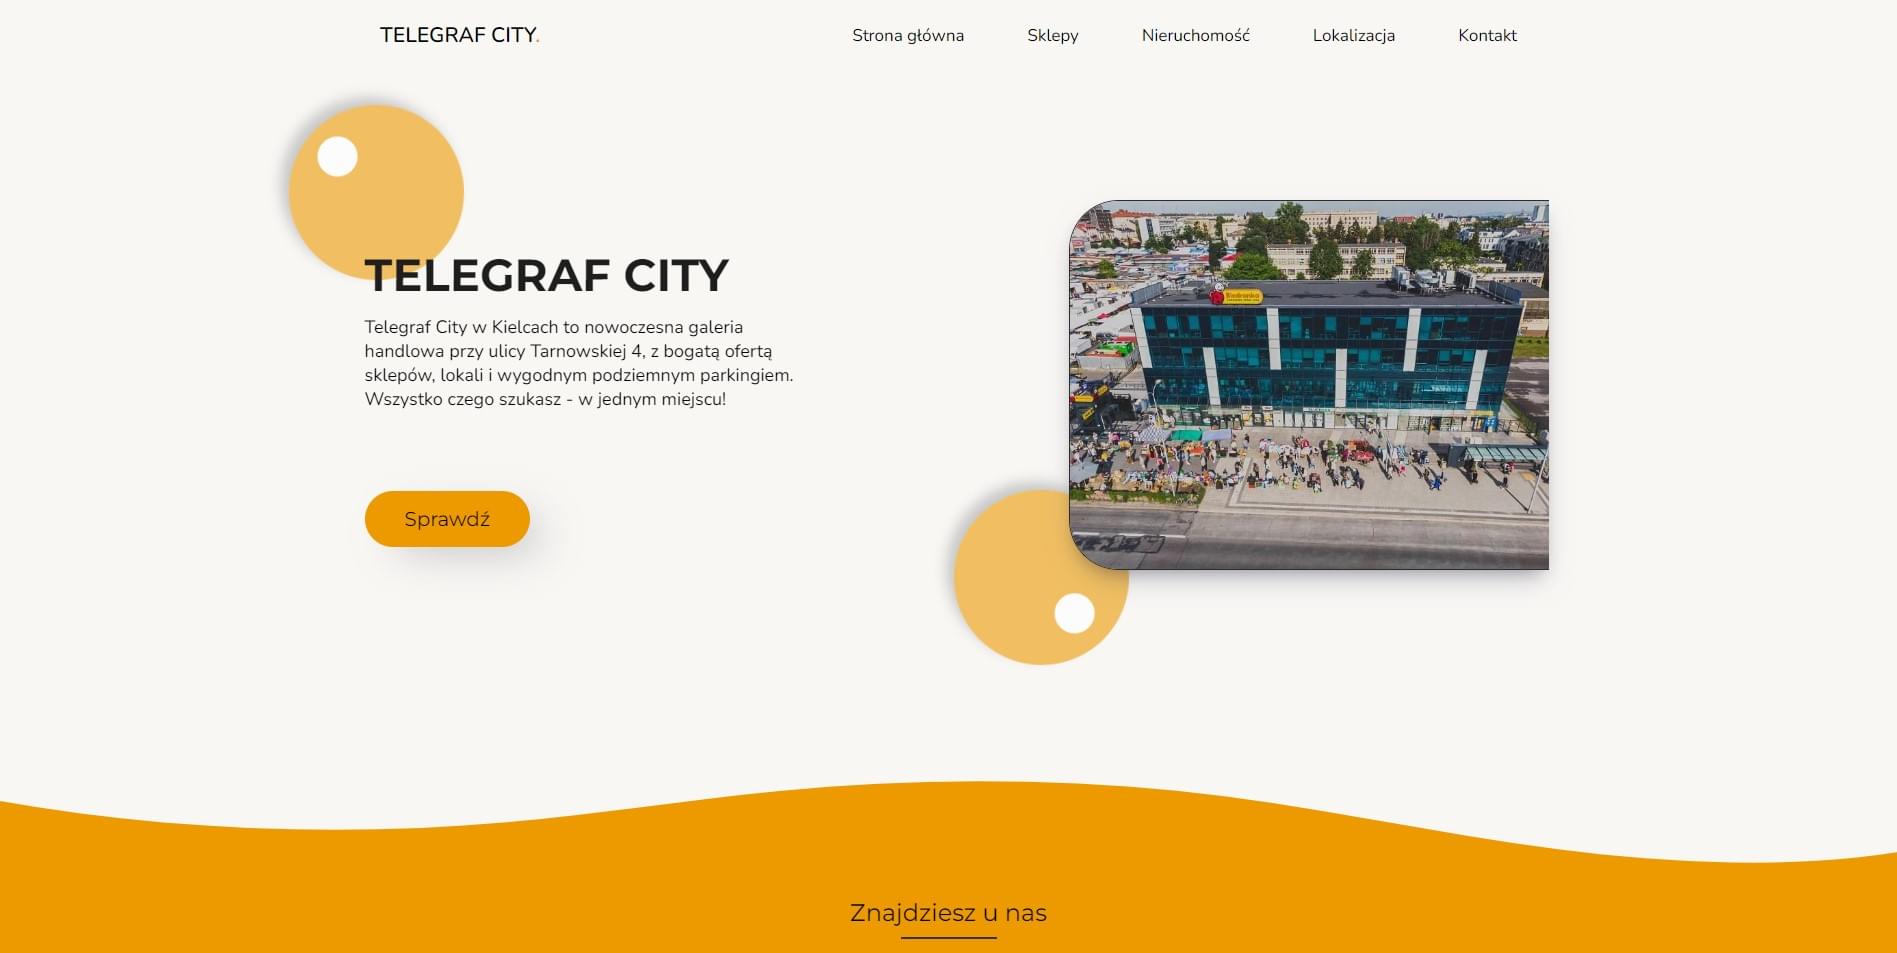 TELEGRAF CITY.
Strona główna
Sklepy
Nieruchomość
Lokalizacja
Kontakt
TELEGRAF CITY
Telegraf City w Kielcach to nowoczesna galeria
handlowa przy ulicy Tarnowskiej 4, z bogatą ofertą
sklepów, lokali i wygodnym podziemnym parkingiem.
Wszystko czego szukasz - w jednym miejscu!
Biedronka
Sprawdź
Znajdziesz u nas